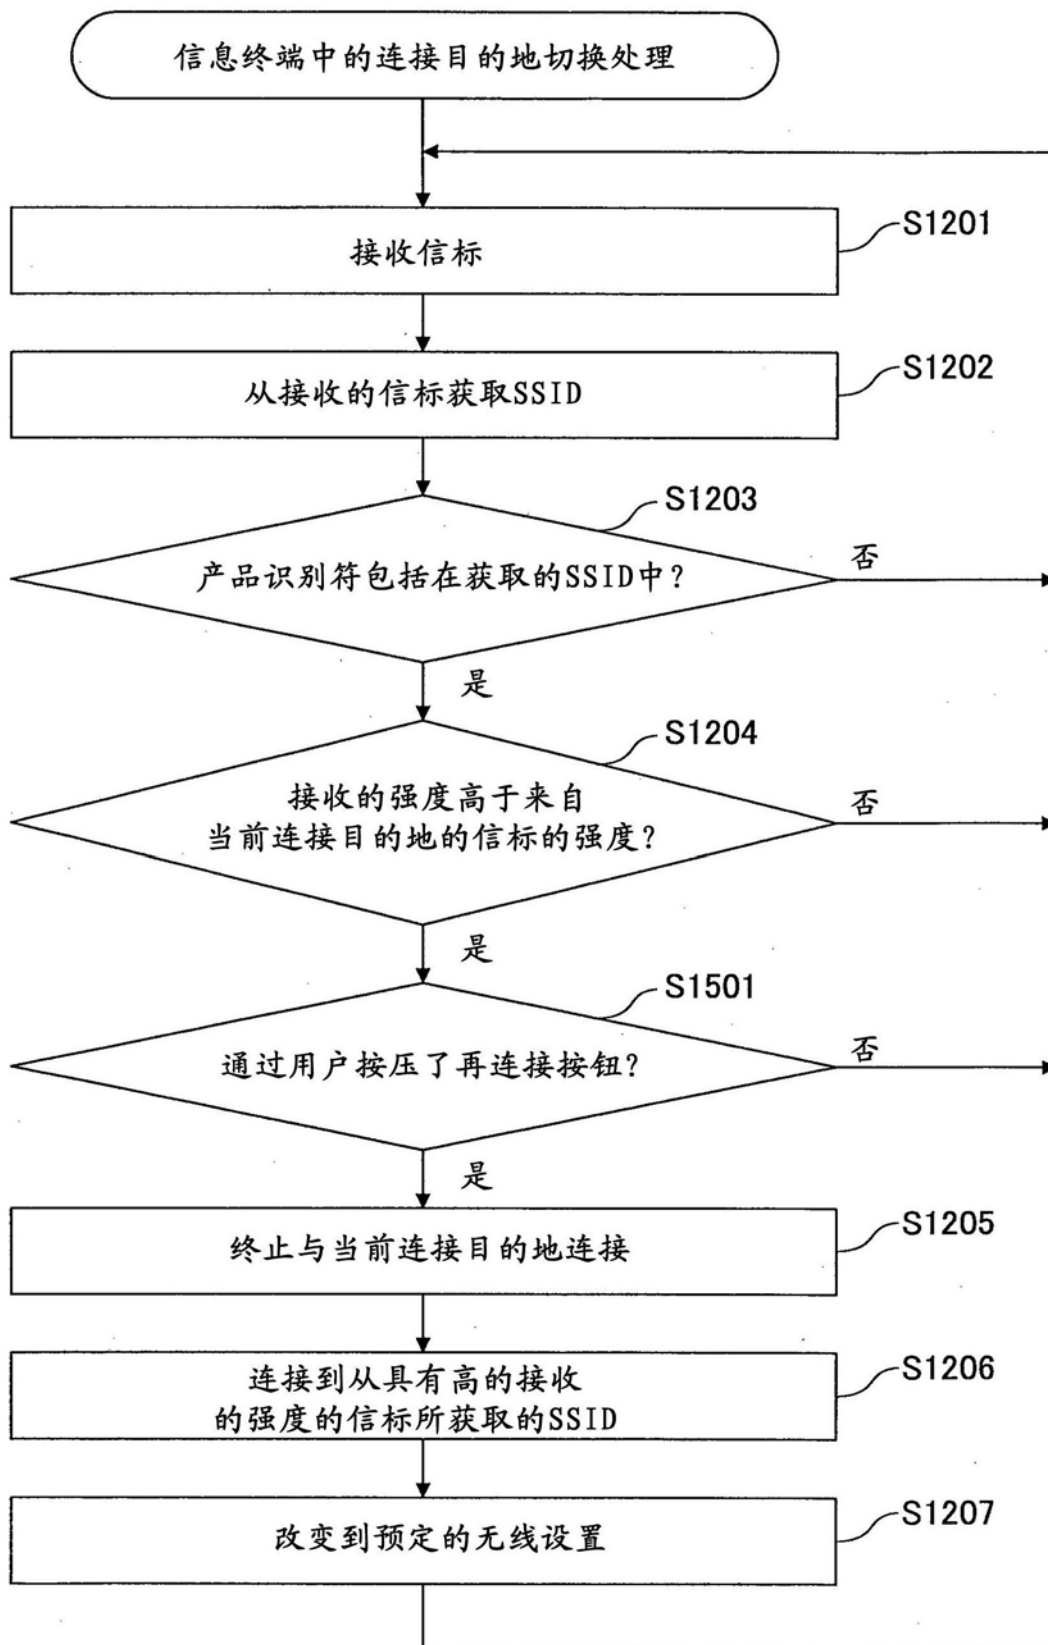 信息终端中的连接目的地切换处理
接收信标
S1201
从接收的信标获取SSID
S1202
S1203
产品识别符包括在获取的SSID中?
否
是
S1204
接收的强度高于来自
当前连接目的地的信标的强度?
否
是
S1501
通过用户按压了再连接按钮?
否
是
终止与当前连接目的地连接
S1205
连接到从具有高的接收
的强度的信标所获取的SSID
S1206
改变到预定的无线设置
S1207